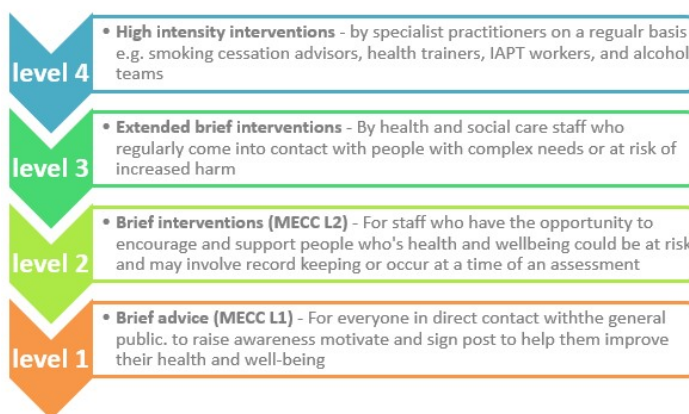 level 4
• High intensity interventions - by specialist practitioners on a regualr basis
e.g. smoking cessation advisors, health trainers, IAPT workers, and alcohol
teams
level 3
• Extended brief interventions - By health and social care staff who
regularly come into contact with people with complex needs or at risk of
increased harm
level 2
• Brief interventions (MECC L2) - For staff who have the opportunity to
encourage and support people who's health and wellbeing could be at risk
and may involve record keeping or occur at a time of an assessment
level 1
• Brief advice (MECC L1) - For everyone in direct contact withthe general
public. to raise awareness motivate and sign post to help them improve
their health and well-being